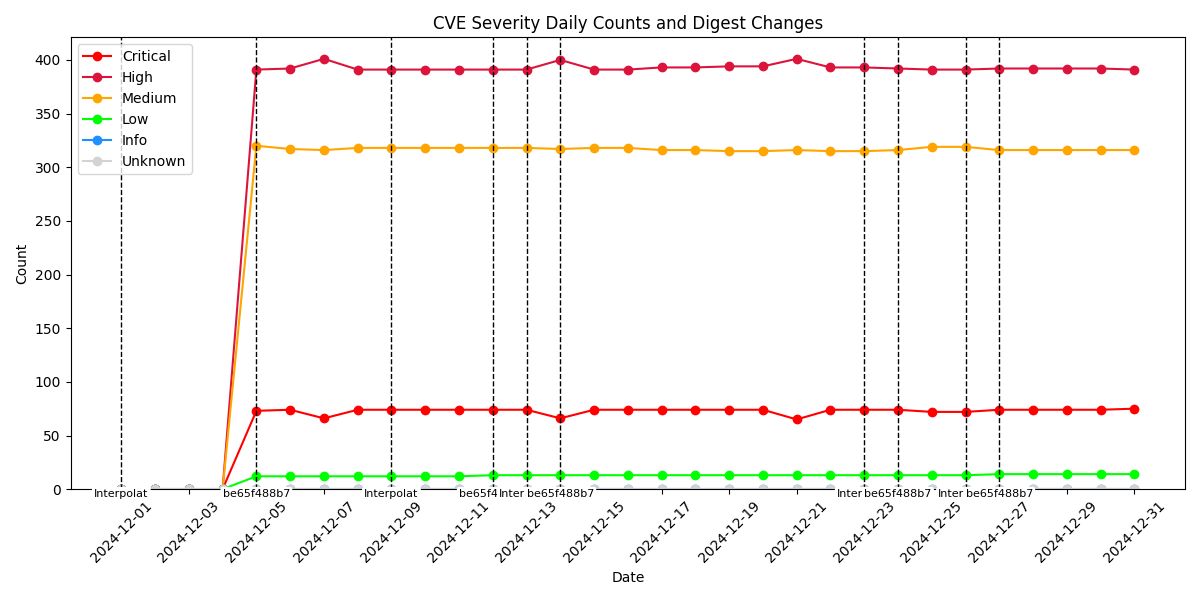 CVE Severity Daily Counts and Digest Changes
Critical
High
Medium
Low
Info
Unknown
400
350
300
250
200
150
100
50
0
Count
Interpolat
be65f488b7
Interpolat
be65f4
Inter
be65f488b7
Inter
be65f488b7
Inter
be65f488b7
2024-12-01
2024-12-03
2024-12-05
2024-12-07
2024-12-09
2024-12-11
2024-12-13
2024-12-15
2024-12-17
2024-12-19
2024-12-21
2024-12-23
2024-12-25
2024-12-27
2024-12-29
2024-12-31
Date